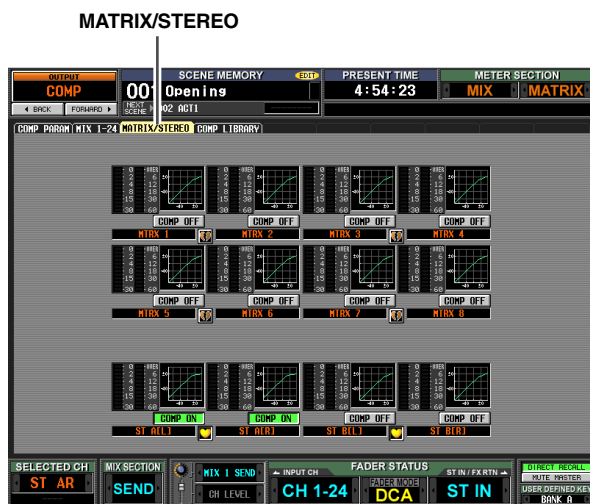 MATRIX/STEREO
OUTPUT SCENE MEMORY EDIT PRESENT TIME METER SECTION
COMP 001 Opening 4:54:23 MIX MATRIX
BACK FORWARD NEXT SCENE 002 ACT1
COMP PARAM MIX 1-24 MATRIX/STEREO COMP LIBRARY
COMP OFF COMP OFF COMP OFF COMP OFF
MTRX 1 MTRX 2 MTRX 3 MTRX 4
COMP OFF COMP OFF COMP OFF COMP OFF
MTRX 5 MTRX 6 MTRX 7 MTRX 8
COMP ON COMP ON COMP OFF COMP OFF
ST A[L] ST A[R] ST B[L] ST B[R]
SELECTED CH MIX SECTION MIX 1 SEND INPUT CH FADER STATUS ST IN / FX RTN DIRECT RECALL
ST AR SEND CH LEVEL CH 1-24 FADER MODE DCA ST IN MUTE MASTER
USER DEFINED KEY
BANK A